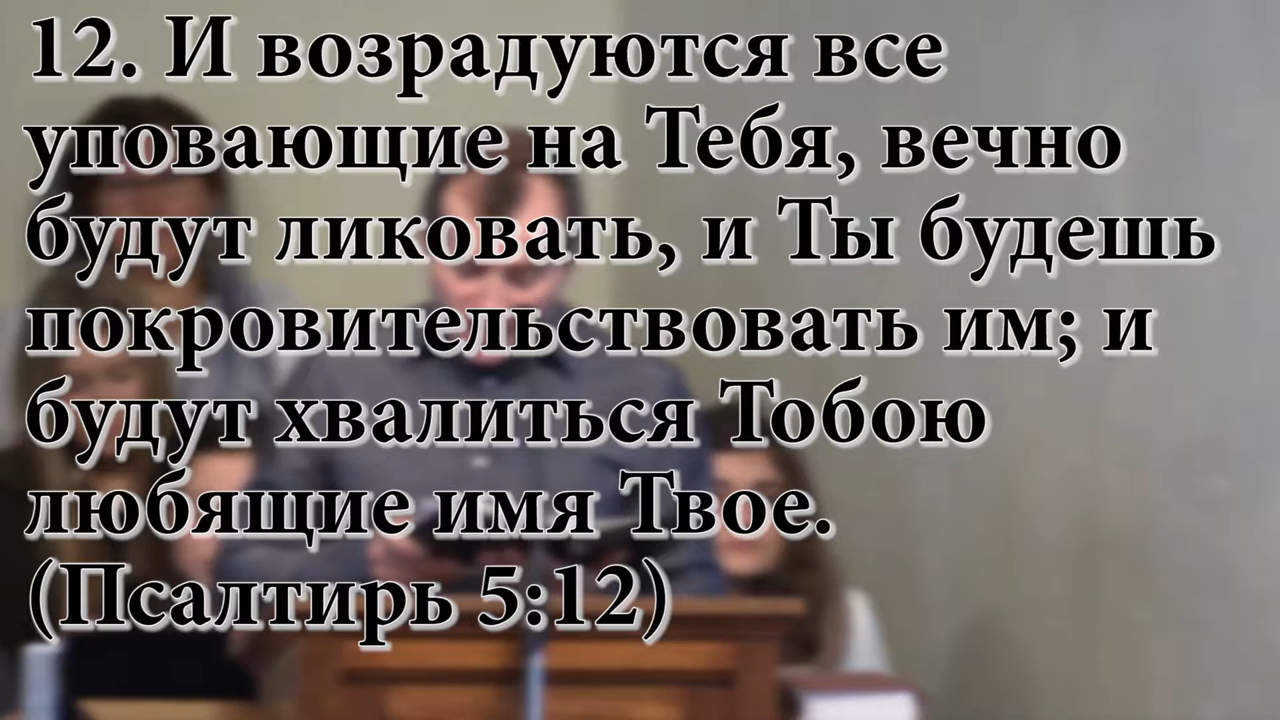 12. И возрадуются все
уповающие на Тебя, вечно
будут ликовать, и Ты будешь
покровительствовать им; и
будут хвалиться Тобою
любящие имя Твое.
(Псалтирь 5:12)